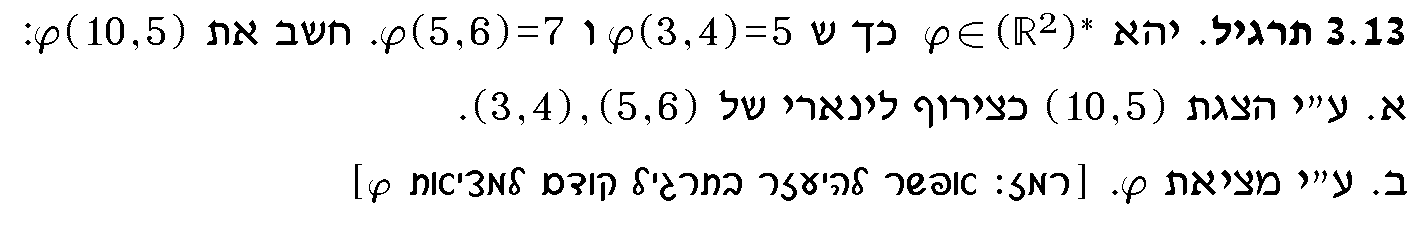 3.13 תרגיל. יהא φ∈(ℝ²)* כך ש φ(3,4)=5 ו φ(5,6)=7. חשב את φ(10,5):
א. ע״י הצגת (10,5) כצירוף לינארי של (3,4),(5,6).
ב. ע״י מציאת φ. [רמז: אפשר להיעזר בתרגיל קודם למציאות φ]